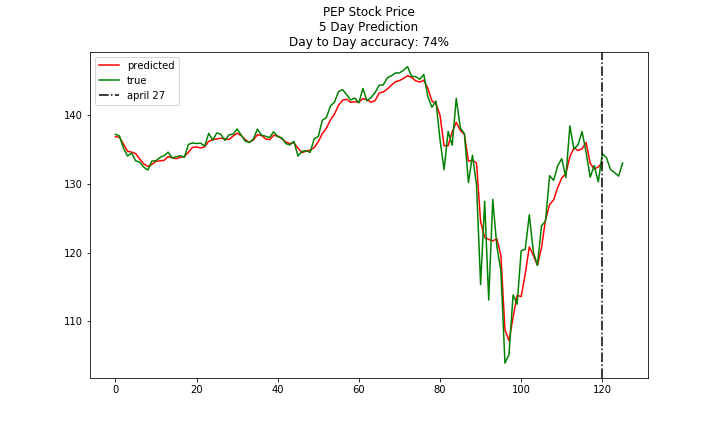 PEP Stock Price
5 Day Prediction
Day to Day accuracy: 74%
predicted
true
april 27
140
130
120
110
0 20 40 60 80 100 120